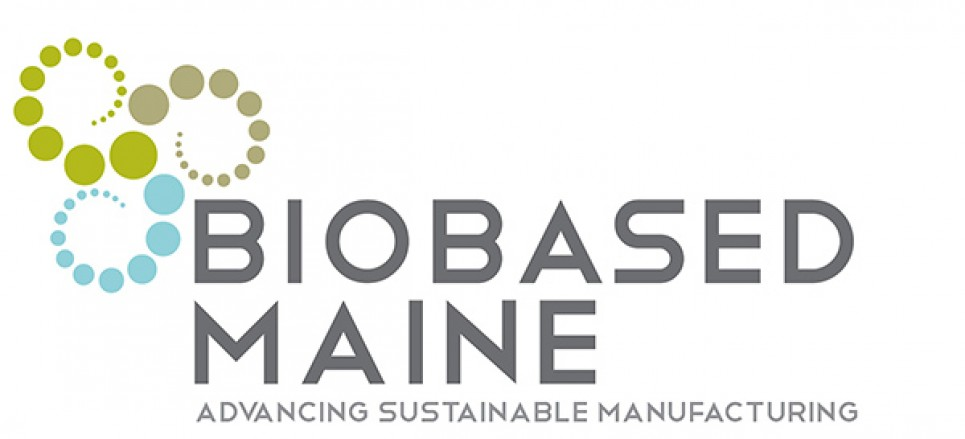 BIOBASED
MAINE
ADVANCING SUSTAINABLE MANUFACTURING